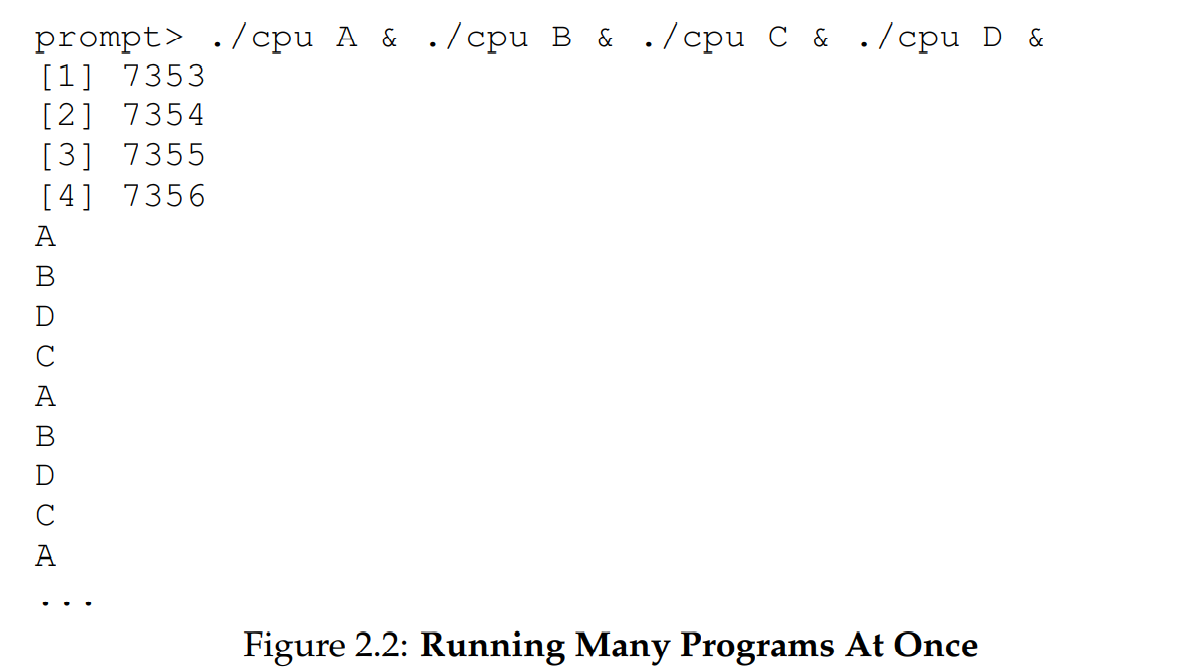 prompt> ./cpu A & ./cpu B & ./cpu C & ./cpu D &
[1] 7353
[2] 7354
[3] 7355
[4] 7356
A
B
D
C
A
B
D
C
A
...
Figure 2.2: Running Many Programs At Once